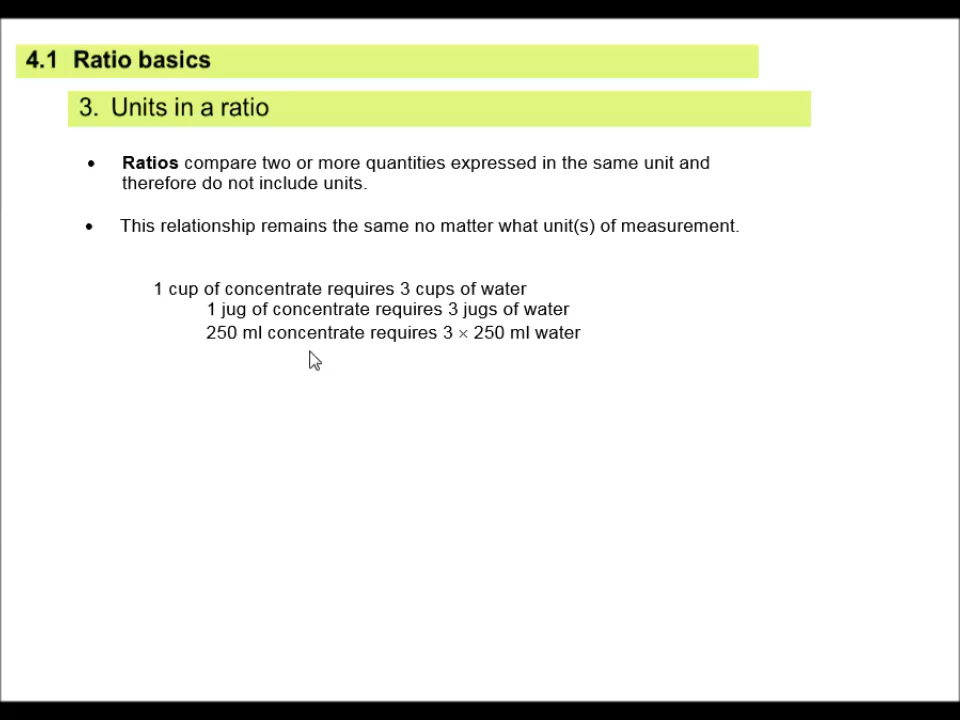 4.1 Ratio basics
3. Units in a ratio
• Ratios compare two or more quantities expressed in the same unit and
therefore do not include units.
• This relationship remains the same no matter what unit(s) of measurement.
1 cup of concentrate requires 3 cups of water
1 jug of concentrate requires 3 jugs of water
250 ml concentrate requires 3 × 250 ml water